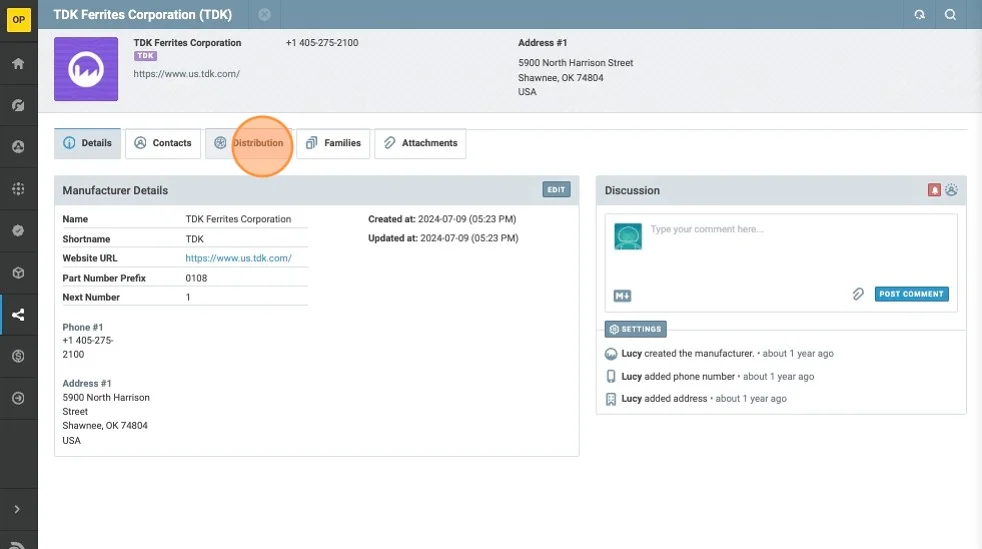 OP
TDK Ferrites Corporation (TDK)
TDK Ferrites Corporation
TDK
https://www.us.tdk.com/
+1 405-275-2100
Address #1
5900 North Harrison Street
Shawnee, OK 74804
USA
Details
Contacts
Distribution
Families
Attachments
Manufacturer Details
EDIT
Name TDK Ferrites Corporation
Shortname TDK
Website URL https://www.us.tdk.com/
Part Number Prefix 0108
Next Number 1
Created at: 2024-07-09 (05:23 PM)
Updated at: 2024-07-09 (05:23 PM)
Phone #1
+1 405-275-
2100
Address #1
5900 North Harrison
Street
Shawnee, OK 74804
USA
Discussion
Type your comment here...
M↓
POST COMMENT
SETTINGS
Lucy created the manufacturer. • about 1 year ago
Lucy added phone number • about 1 year ago
Lucy added address • about 1 year ago